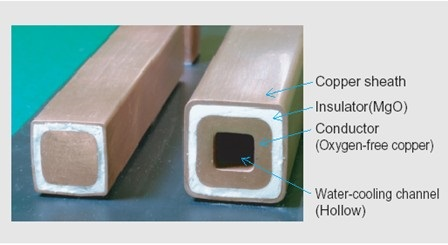 Copper sheath
Insulator(MgO)
Conductor
(Oxygen-free copper)
Water-cooling channel
(Hollow)